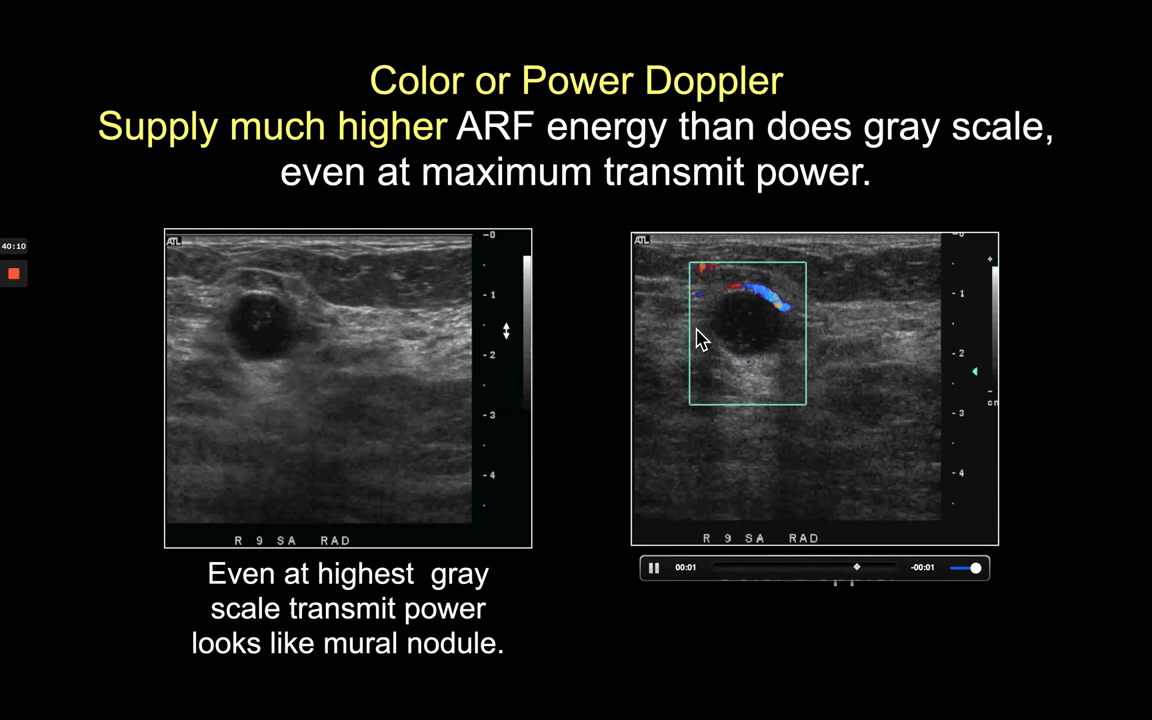 Color or Power Doppler
Supply much higher ARF energy than does gray scale,
even at maximum transmit power.
40:10
ATL
-0
-1
-2
-3
-4
R 9 SA RAD
ATL
-0
-1
-2
-3
-4
+
-
cm
R 9 SA RAD
00:01
-00:01
Even at highest gray
scale transmit power
looks like mural nodule.